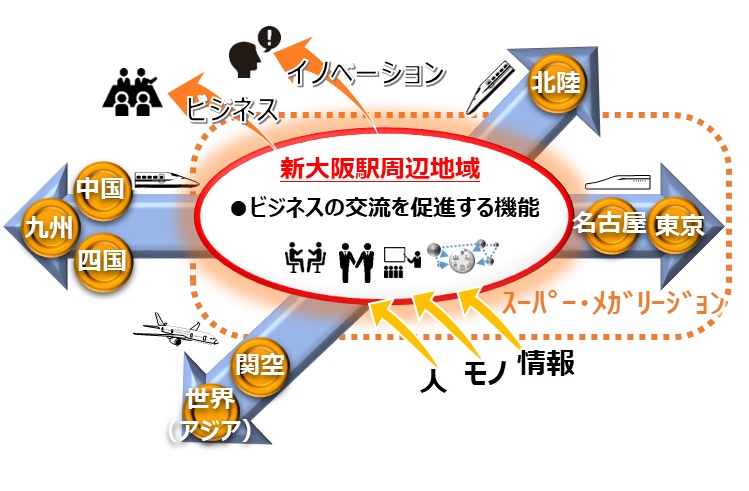 イノベーション
ビジネス
北陸
新大阪駅周辺地域
●ビジネスの交流を促進する機能
中国
九州
四国
名古屋
東京
スーパー・メガリージョン
人
モノ
情報
関空
世界
(アジア)